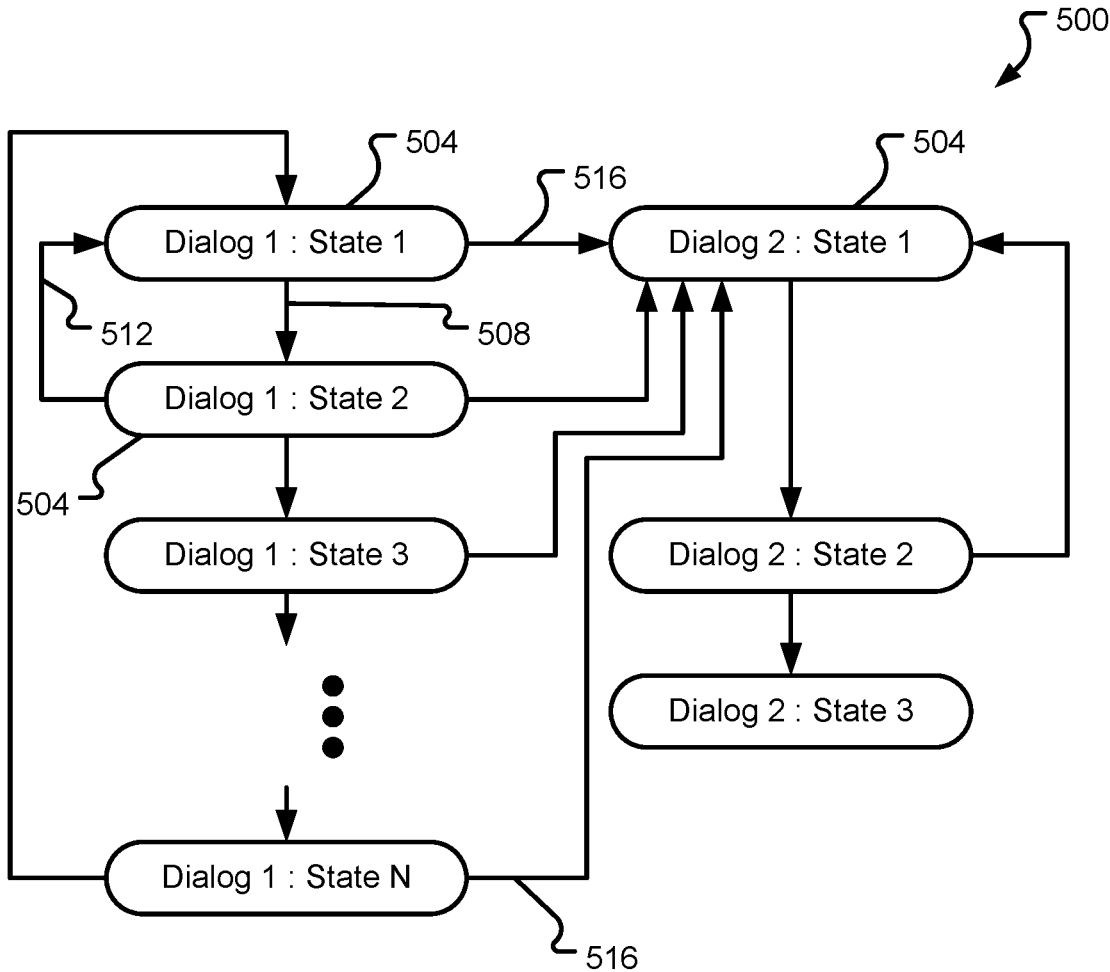 500
504
504
516
Dialog 1 : State 1
Dialog 2 : State 1
512
508
Dialog 1 : State 2
504
Dialog 1 : State 3
Dialog 2 : State 2
Dialog 2 : State 3
Dialog 1 : State N
516